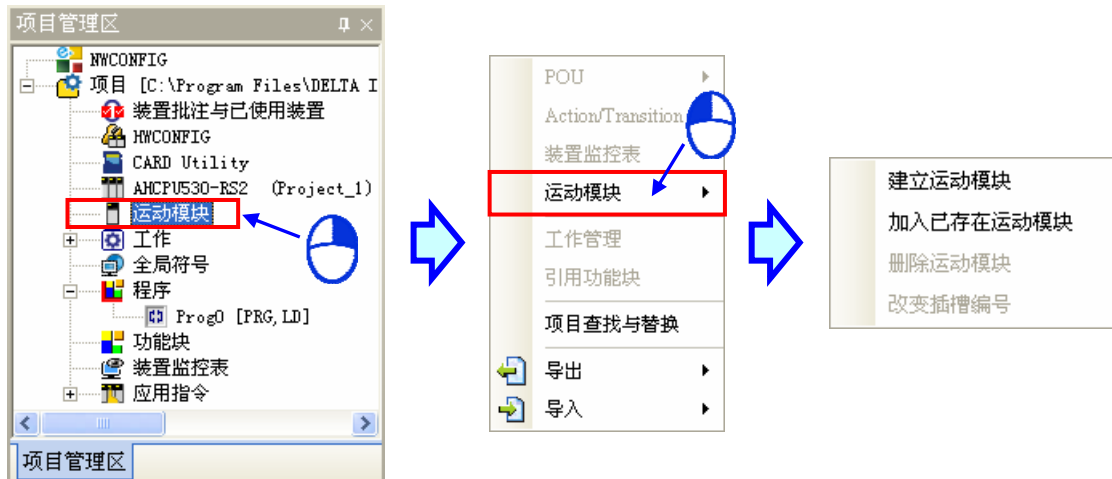 项目管理区
NWCONFIG
项目 [C:\Program Files\DELTA I
装置批注与已使用装置
HWCONFIG
CARD Utility
AHCPU530-RS2 (Project_1)
运动模块
工作
全局符号
程序
Prog0 [PRG,LD]
功能块
装置监控表
应用指令
项目管理区
POU
Action/Transition
装置监控表
运动模块
工作管理
引用功能块
项目查找与替换
导出
导入
建立运动模块
加入已存在运动模块
删除运动模块
改变插槽编号